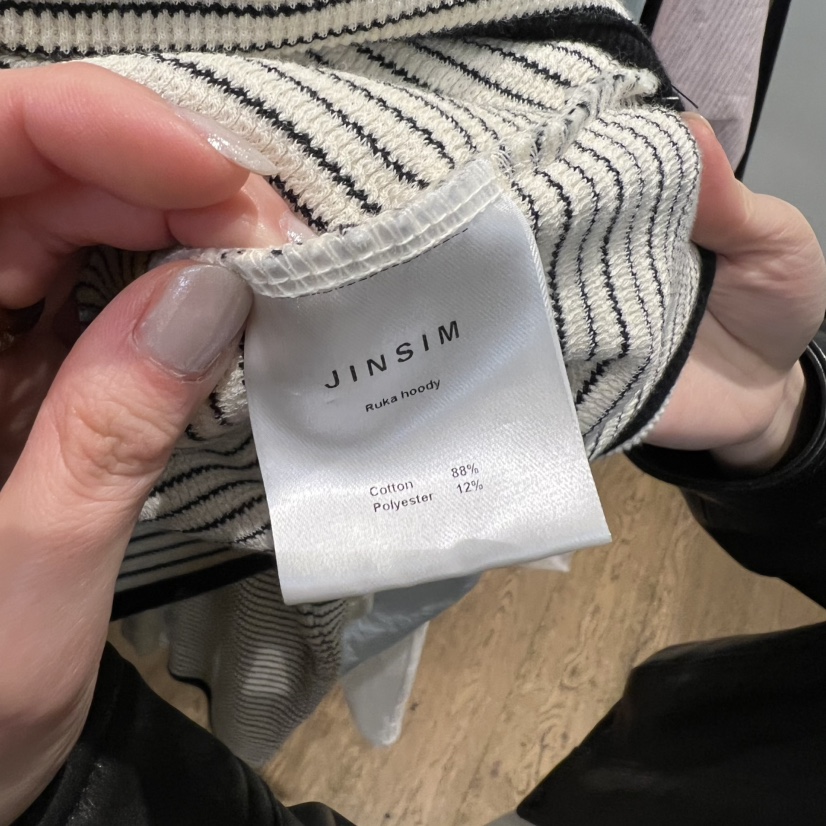 JINSIM
Ruka hoody
Cotton 88%
Polyester 12%